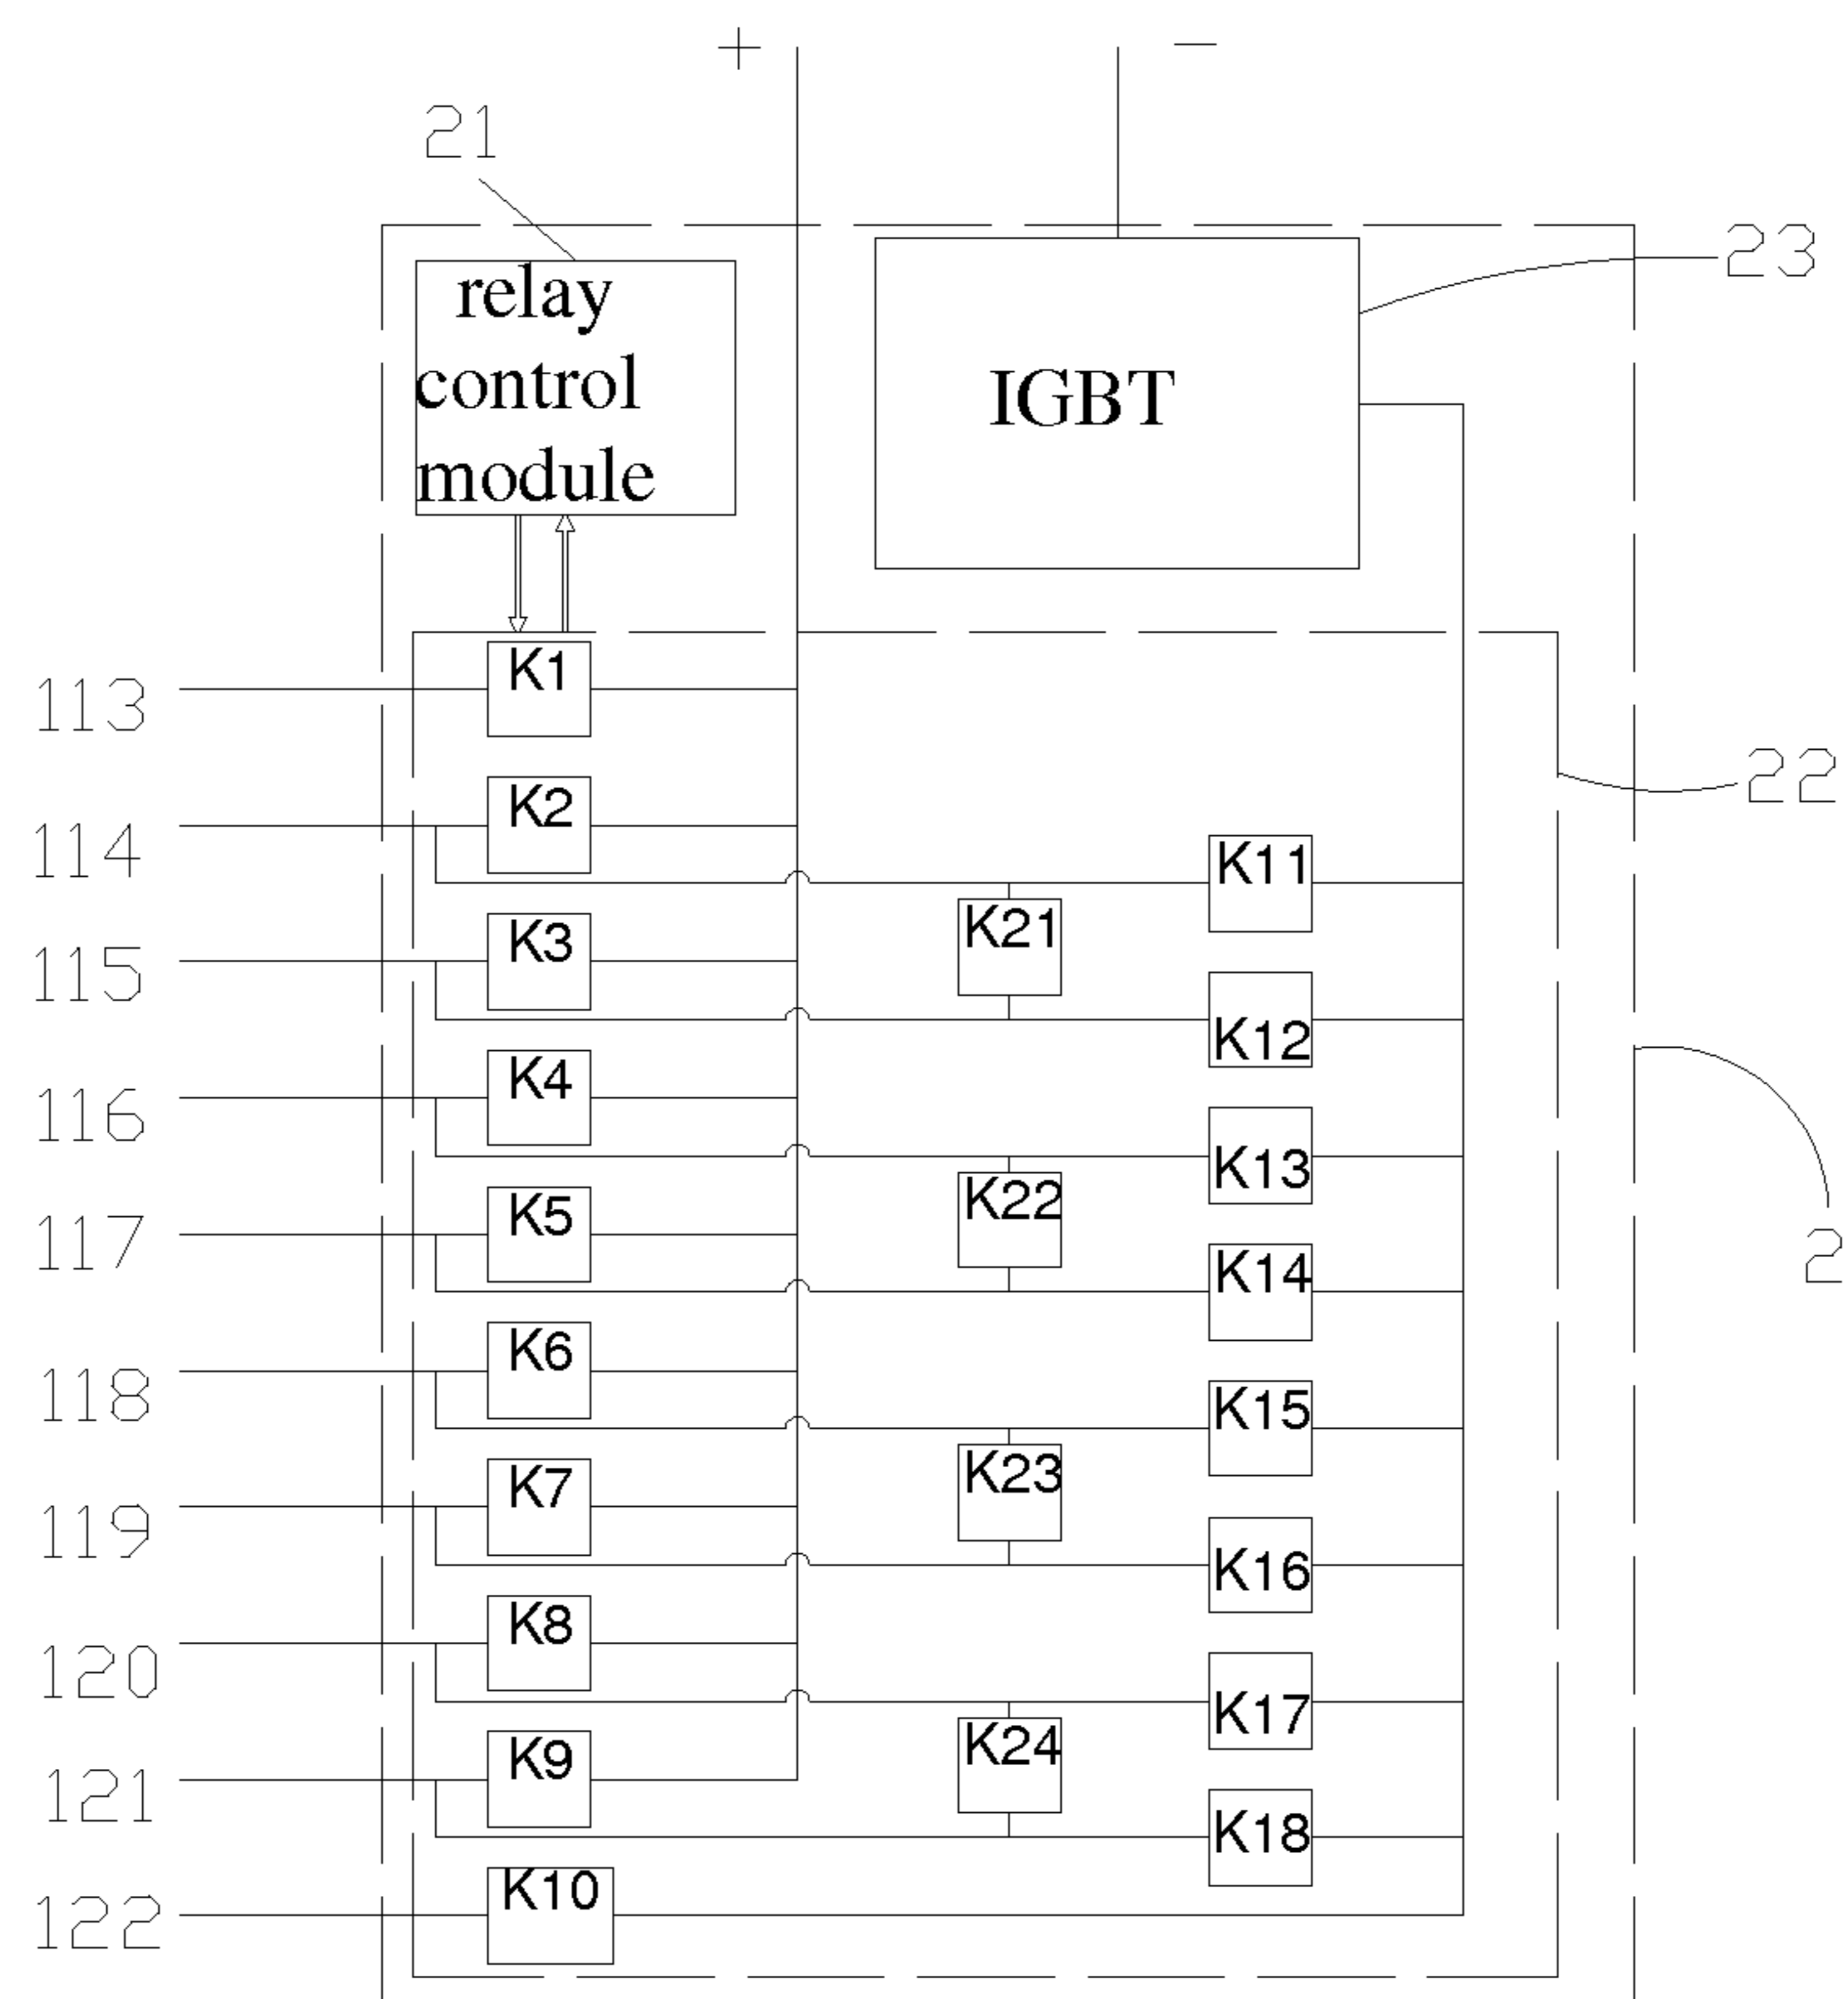 + —
21
23
relay
control
module
IGBT
K1
113
22
K2
114
K11
K21
K3
115
K12
K4
116
K13
K22
K5
117
2
K14
K6
118
K15
K23
K7
119
K16
K8
120
K17
K24
K9
121
K18
K10
122